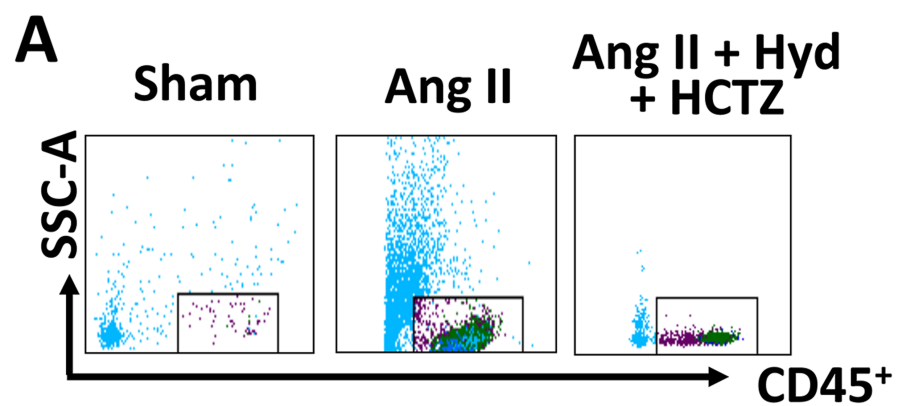 A
Sham
Ang II
Ang II + Hyd
+ HCTZ
SSC-A
CD45+